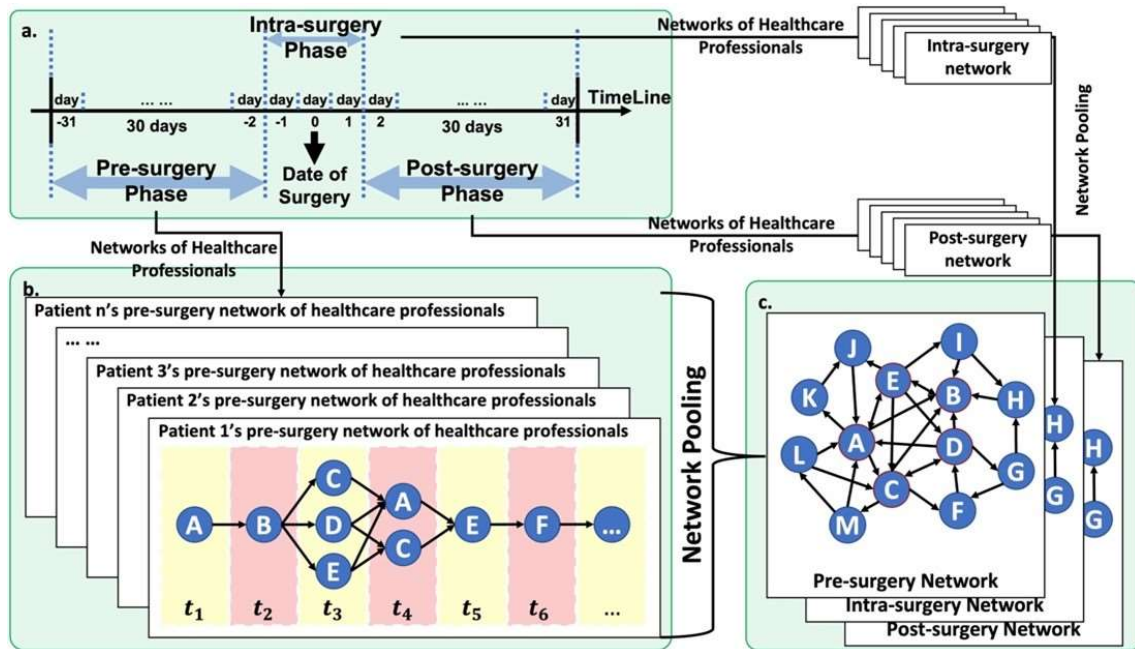 a.
Intra-surgery
Phase
day day day day day day day
... ... ... ...
TimeLine
-31 30 days -2 -1 0 1 2 30 days 31
Pre-surgery
Phase
Date of
Surgery
Post-surgery
Phase
Networks of Healthcare
Professionals
Intra-surgery
network
Network Pooling
Networks of Healthcare
Professionals
Post-surgery
network
Networks of Healthcare
Professionals
b.
Patient n's pre-surgery network of healthcare professionals
... ...
Patient 3's pre-surgery network of healthcare professionals
Patient 2's pre-surgery network of healthcare professionals
Patient 1's pre-surgery network of healthcare professionals
C
A
A B D E F ...
C
E
t1 t2 t3 t4 t5 t6 ...
Network Pooling
c.
I
J
E
B
K H
H
A D H
L
G
C
G
M F G
Pre-surgery Network
Intra-surgery Network
Post-surgery Network